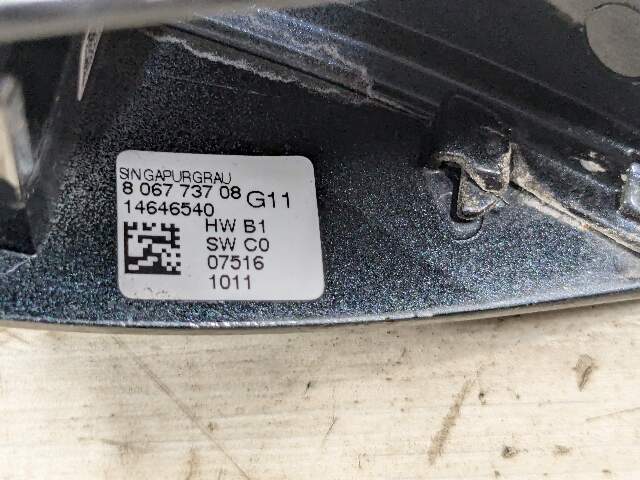 SINGAPURGRAU
8 067 737 08 G11
14646540
HW B1
SW C0
07516
1011